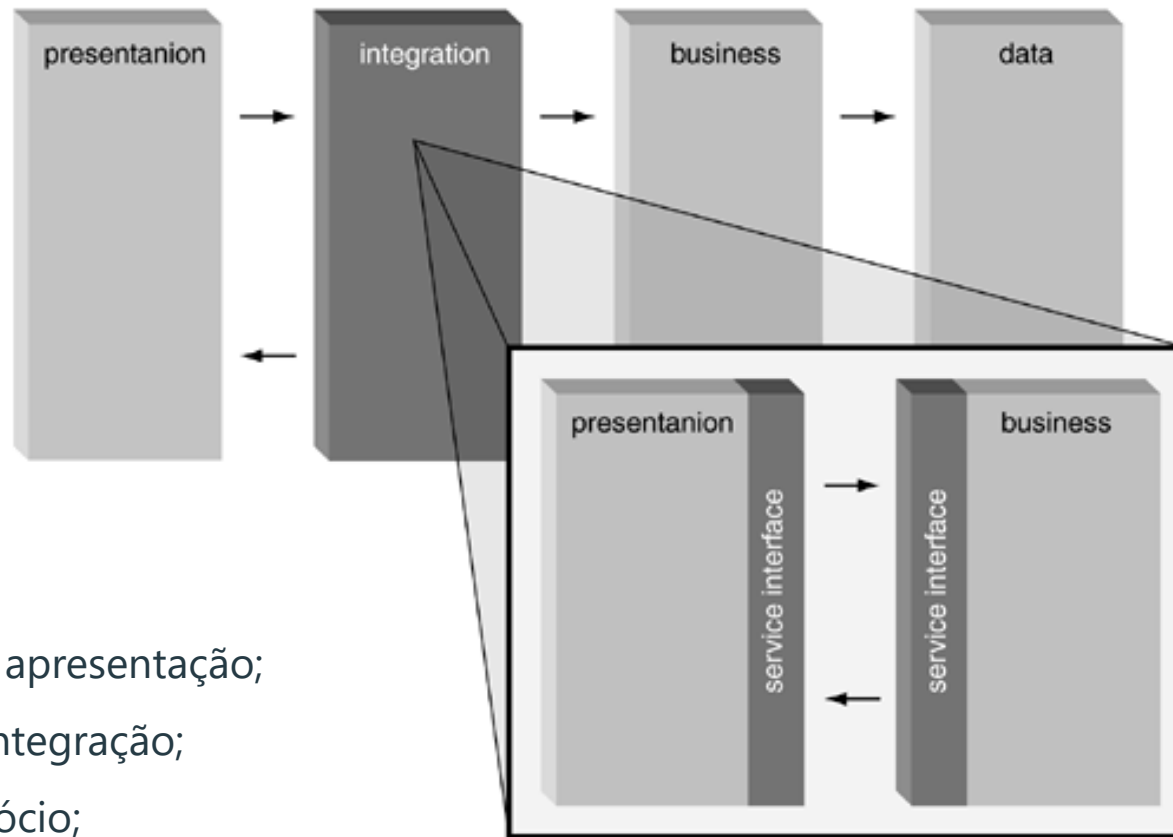 presentanion
integration
business
data
presentanion
service interface
service interface
business
apresentação;
ntegração;
ócio;